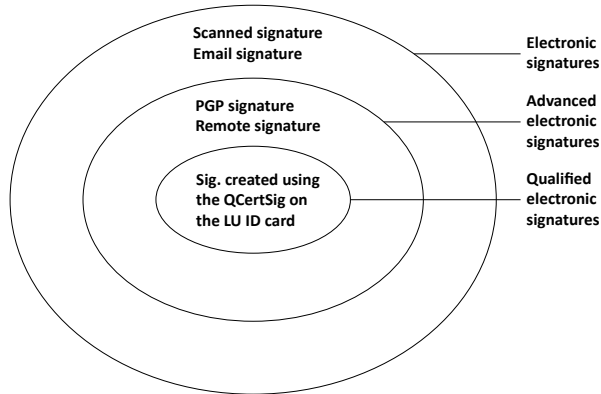 Scanned signature
Email signature
Electronic
signatures
PGP signature
Remote signature
Advanced
electronic
signatures
Sig. created using
the QCertSig on
the LU ID card
Qualified
electronic
signatures